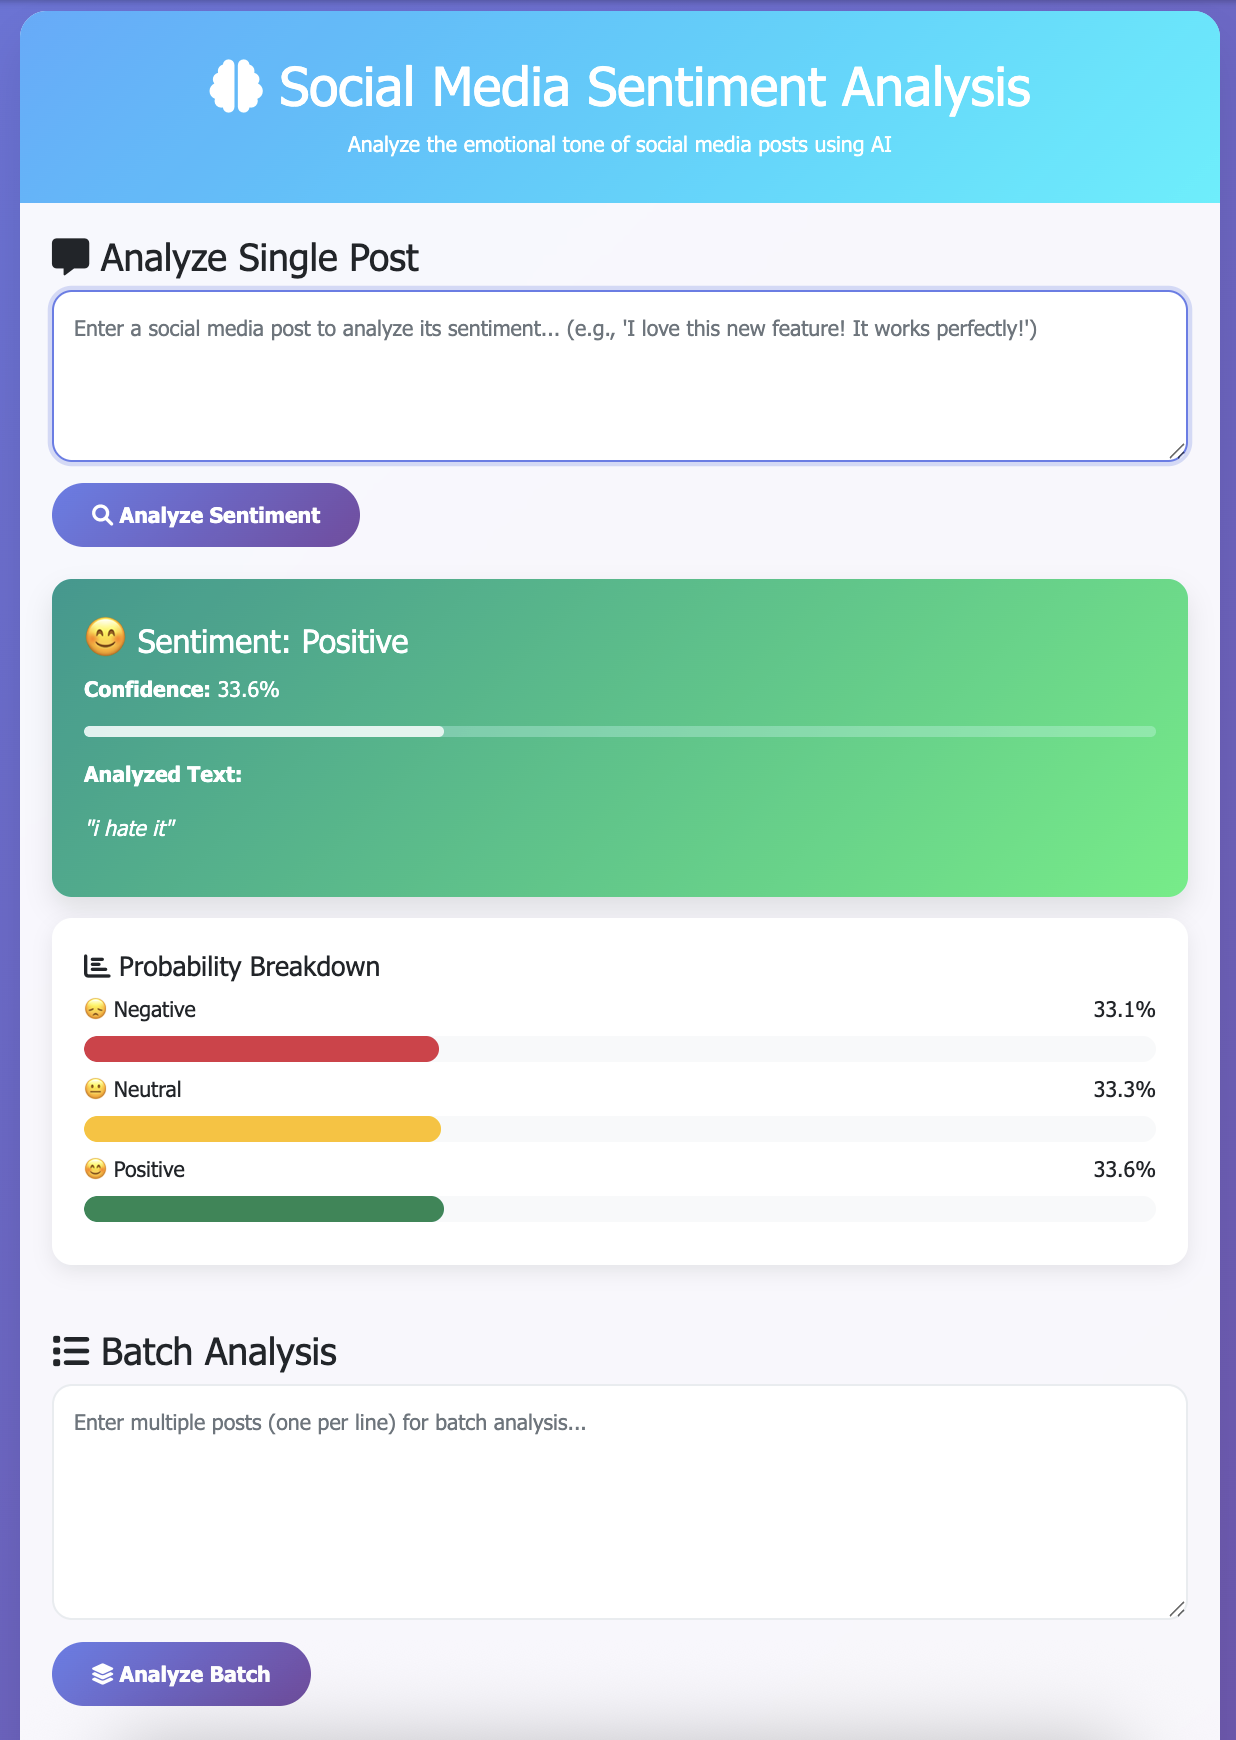 Social Media Sentiment Analysis
Analyze the emotional tone of social media posts using AI
Analyze Single Post
Enter a social media post to analyze its sentiment... (e.g., 'I love this new feature! It works perfectly!')
Analyze Sentiment
Sentiment: Positive
Confidence: 33.6%
Analyzed Text:
"i hate it"
Probability Breakdown
Negative 33.1%
Neutral 33.3%
Positive 33.6%
Batch Analysis
Enter multiple posts (one per line) for batch analysis...
Analyze Batch